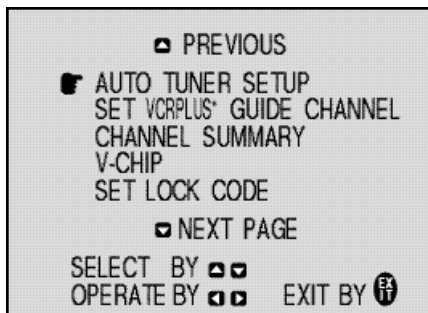 PREVIOUS
AUTO TUNER SETUP
SET VCRPLUS+ GUIDE CHANNEL
CHANNEL SUMMARY
V-CHIP
SET LOCK CODE
NEXT PAGE
SELECT BY
OPERATE BY EXIT BY EXIT